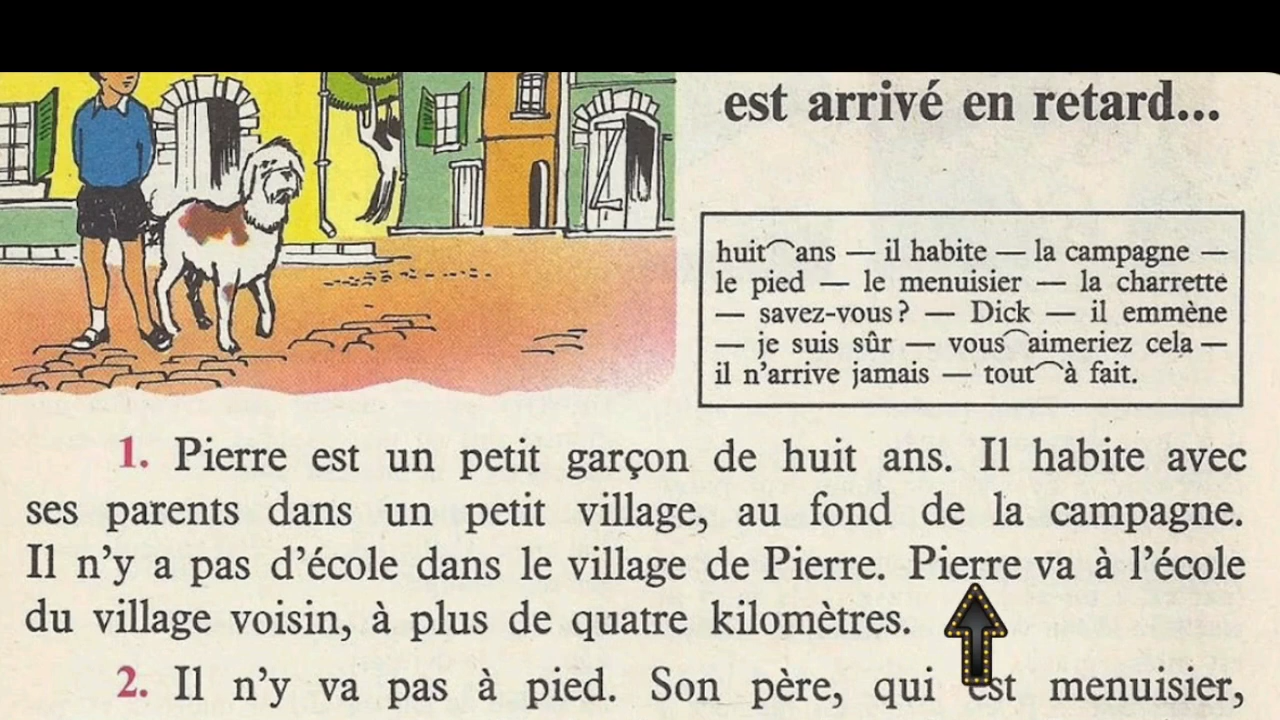 est arrivé en retard...
huit ans — il habite — la campagne —
le pied — le menuisier — la charrette
— savez-vous ? — Dick — il emmène
— je suis sûr — vous aimeriez cela —
il n'arrive jamais — tout à fait.
1. Pierre est un petit garçon de huit ans. Il habite avec
ses parents dans un petit village, au fond de la campagne.
Il n'y a pas d'école dans le village de Pierre. Pierre va à l'école
du village voisin, à plus de quatre kilomètres.
2. Il n'y va pas à pied. Son père, qui est menuisier,